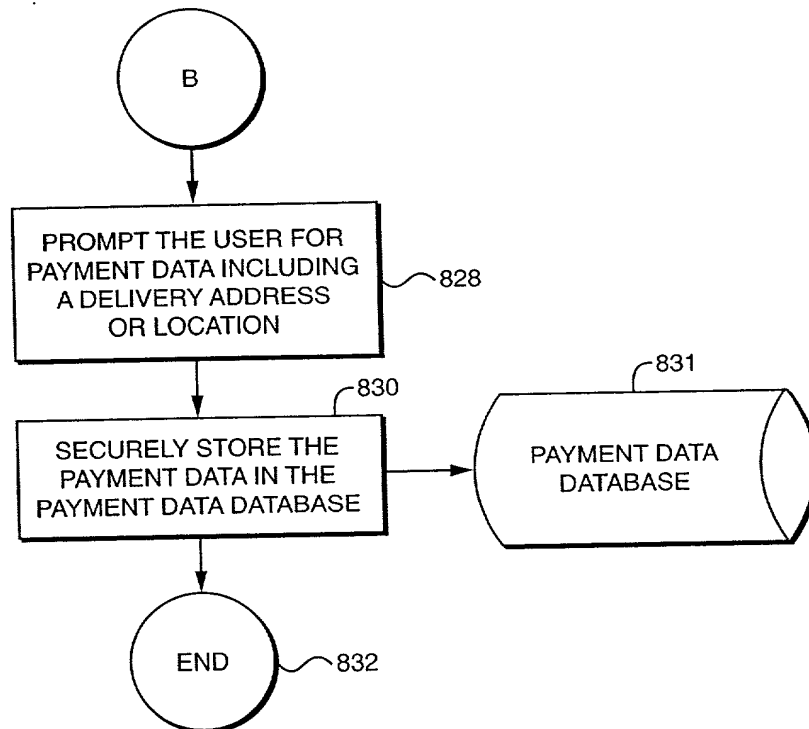 B
PROMPT THE USER FOR
PAYMENT DATA INCLUDING
A DELIVERY ADDRESS
OR LOCATION
828
830
SECURELY STORE THE
PAYMENT DATA IN THE
PAYMENT DATA DATABASE
831
PAYMENT DATA
DATABASE
END
832